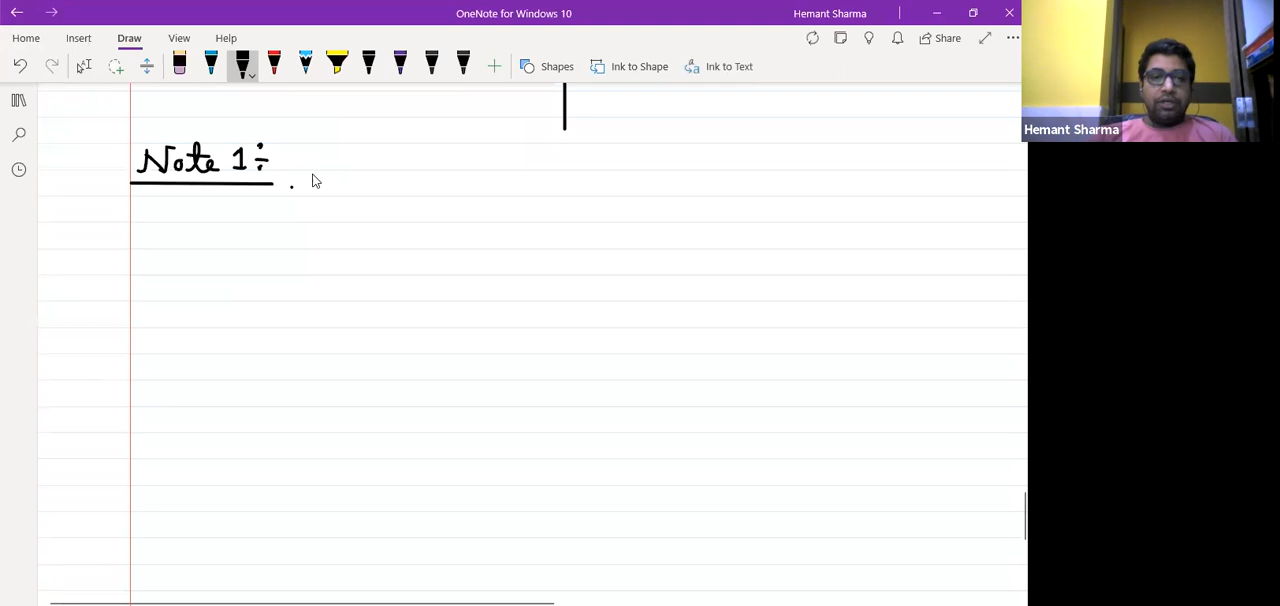 OneNote for Windows 10
Hemant Sharma
Home Insert Draw View Help
Share
Shapes Ink to Shape Ink to Text
Hemant Sharma
Note 1÷